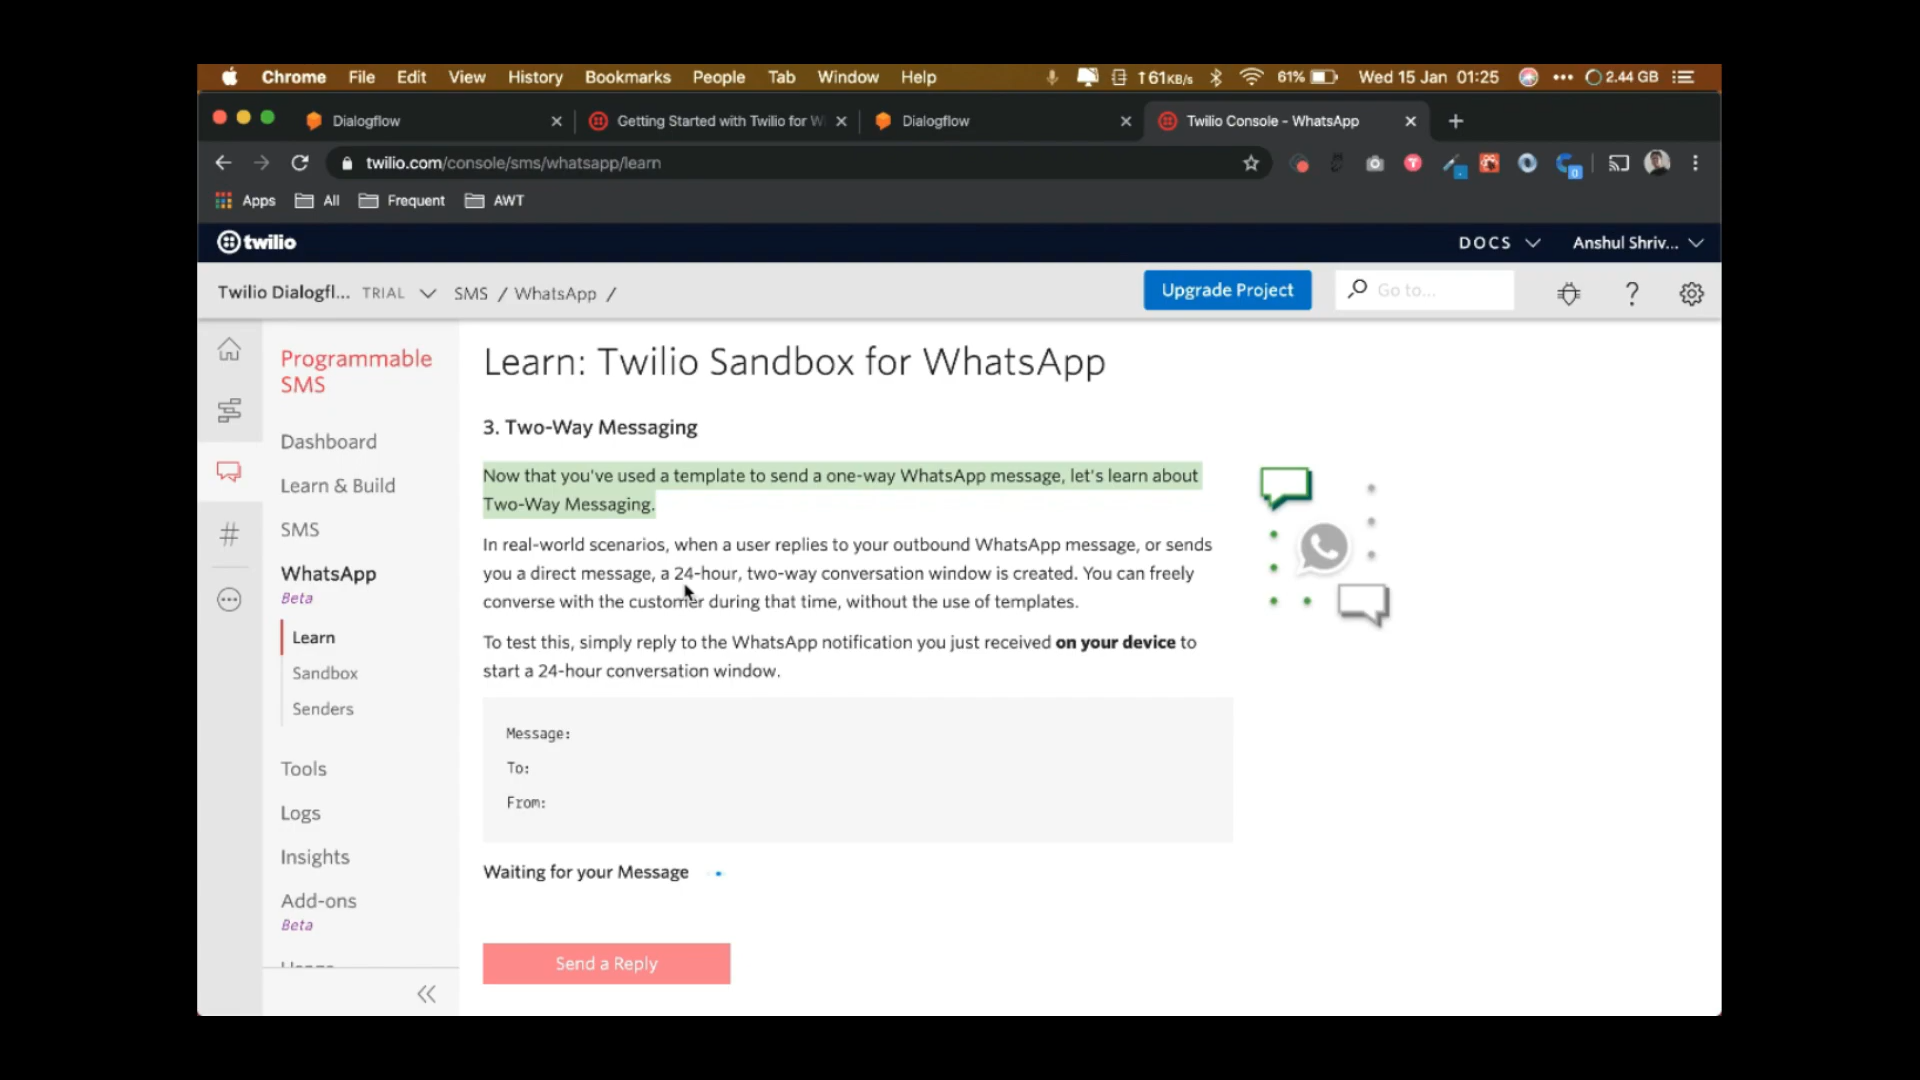 Chrome File Edit View History Bookmarks People Tab Window Help 61KB/s 61% Wed 15 Jan 01:25 2.44 GB
Dialogflow Getting Started with Twilio for W Dialogflow Twilio Console - WhatsApp
twilio.com/console/sms/whatsapp/learn
Apps All Frequent AWT
twilio DOCS Anshul Shriv...
Twilio Dialogfl... TRIAL SMS / WhatsApp / Upgrade Project Go to...
Programmable
SMS
Dashboard
Learn & Build
SMS
WhatsApp
Beta
Learn
Sandbox
Senders
Tools
Logs
Insights
Add-ons
Beta
Learn: Twilio Sandbox for WhatsApp
3. Two-Way Messaging
Now that you've used a template to send a one-way WhatsApp message, let's learn about
Two-Way Messaging.
In real-world scenarios, when a user replies to your outbound WhatsApp message, or sends
you a direct message, a 24-hour, two-way conversation window is created. You can freely
converse with the customer during that time, without the use of templates.
To test this, simply reply to the WhatsApp notification you just received on your device to
start a 24-hour conversation window.
Message:
To:
From:
Waiting for your Message
Send a Reply